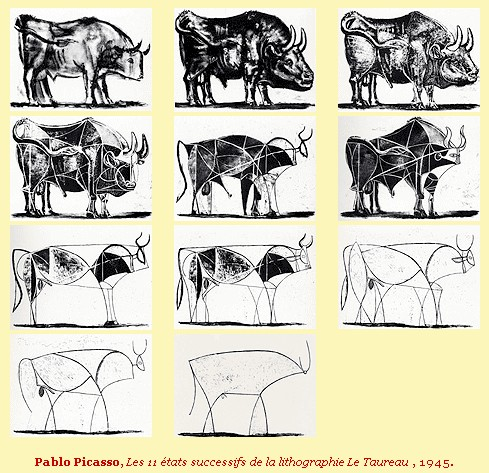 Pablo Picasso, Les 11 états successifs de la lithographie Le Taureau , 1945.